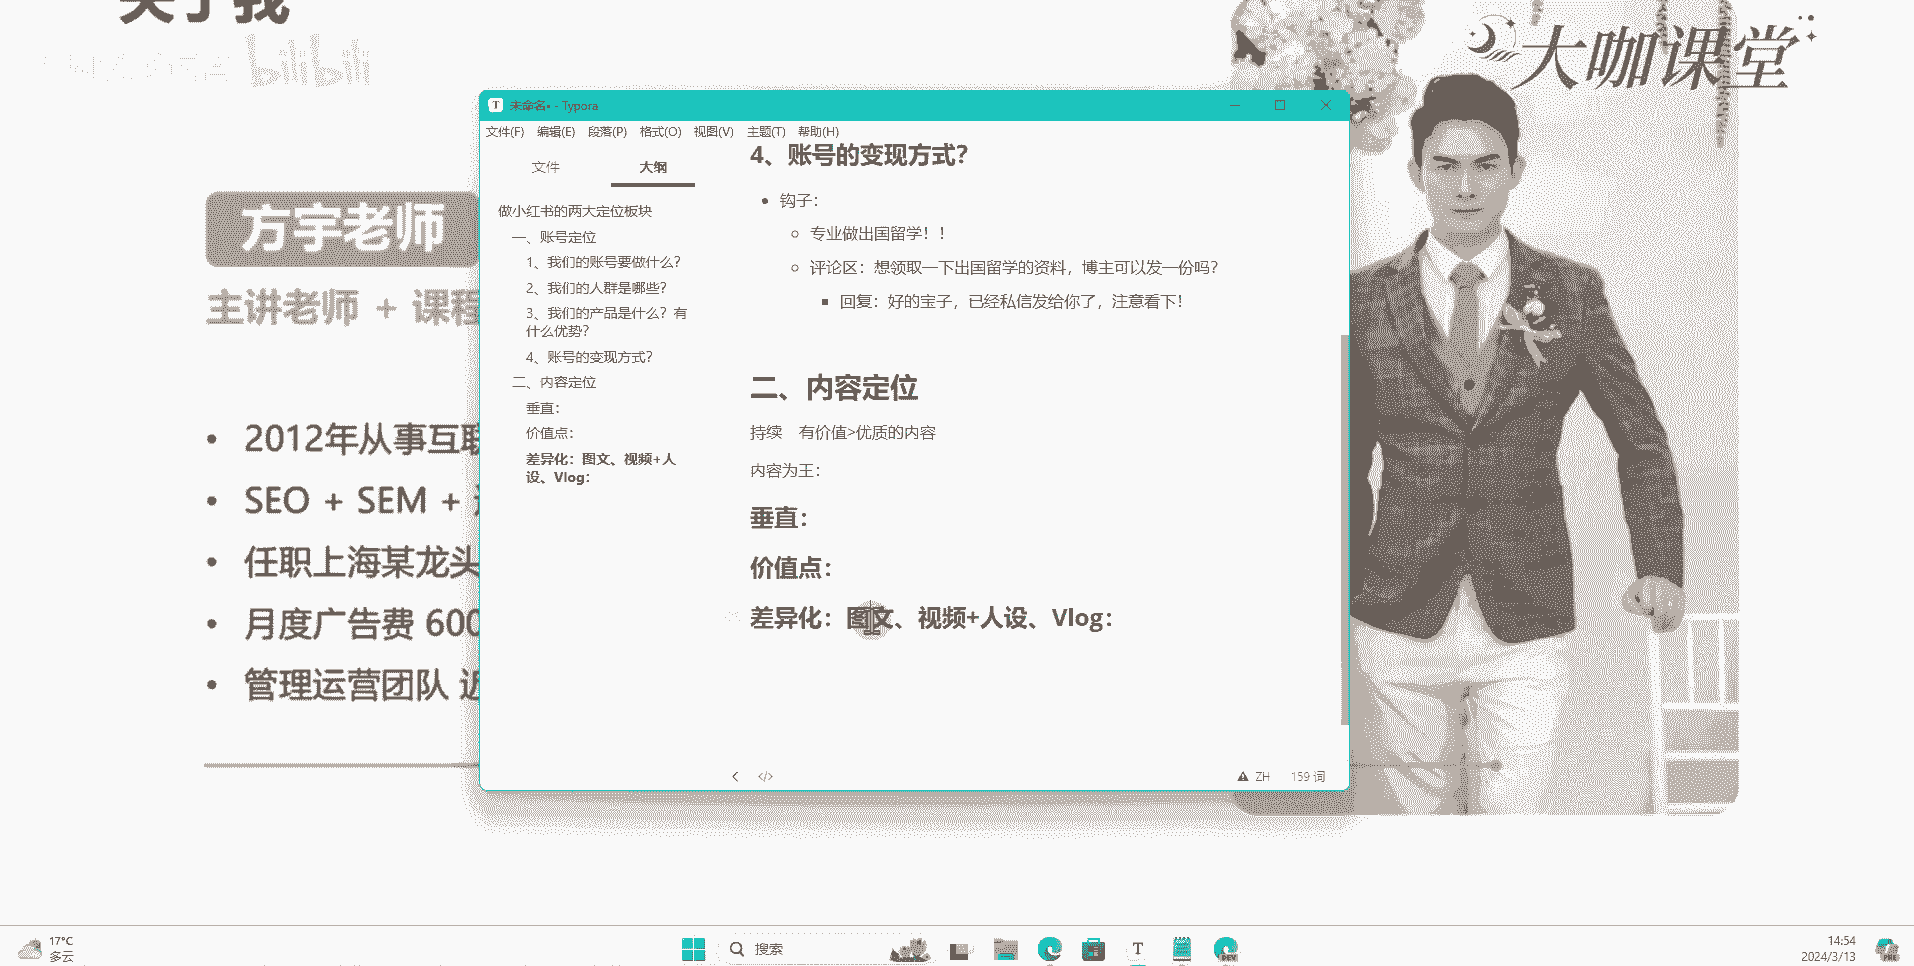 关于我
bilibili
大咖课堂
方宇老师
主讲老师 + 课程
2012年从事互联
SEO + SEM +
任职上海某龙头
月度广告费 600
管理运营团队
未命名• - Typora
文件(F) 编辑(E) 段落(P) 格式(O) 视图(V) 主题(T) 帮助(H)
文件 大纲
做小红书的两大定位板块
一、账号定位
1、我们的账号要做什么？
2、我们的人群是哪些？
3、我们的产品是什么？有
什么优势？
4、账号的变现方式？
二、内容定位
垂直：
价值点：
差异化：图文、视频+人
设、Vlog：
4、账号的变现方式？
钩子：
专业做出国留学！！
评论区：想领取一下出国留学的资料，博主可以发一份吗？
回复：好的宝子，已经私信发给你了，注意看下！
二、内容定位
持续 有价值>优质的内容
内容为王：
垂直：
价值点：
差异化：图文、视频+人设、Vlog：
ZH 159 词
17°C
多云
搜索
T
DEV
14:54
2024/3/13
PRE